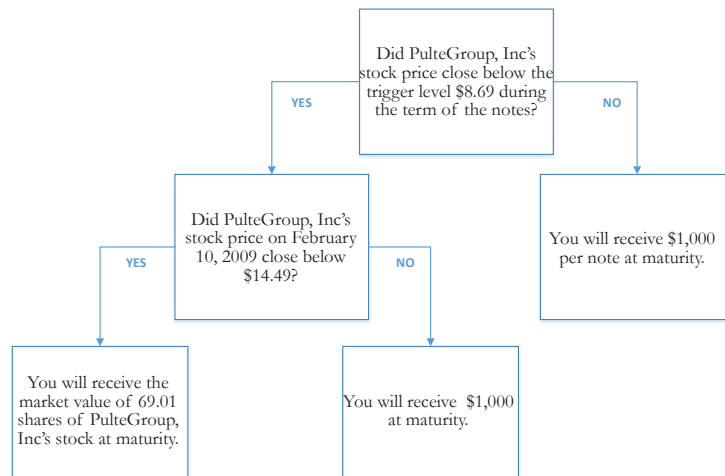 Did PulteGroup, Inc's
stock price close below the
trigger level $8.69 during
the term of the notes?
YES
NO
Did PulteGroup, Inc's
stock price on February
10, 2009 close below
$14.49?
You will receive $1,000
per note at maturity.
YES
NO
You will receive the
market value of 69.01
shares of PulteGroup,
Inc's stock at maturity.
You will receive $1,000
at maturity.